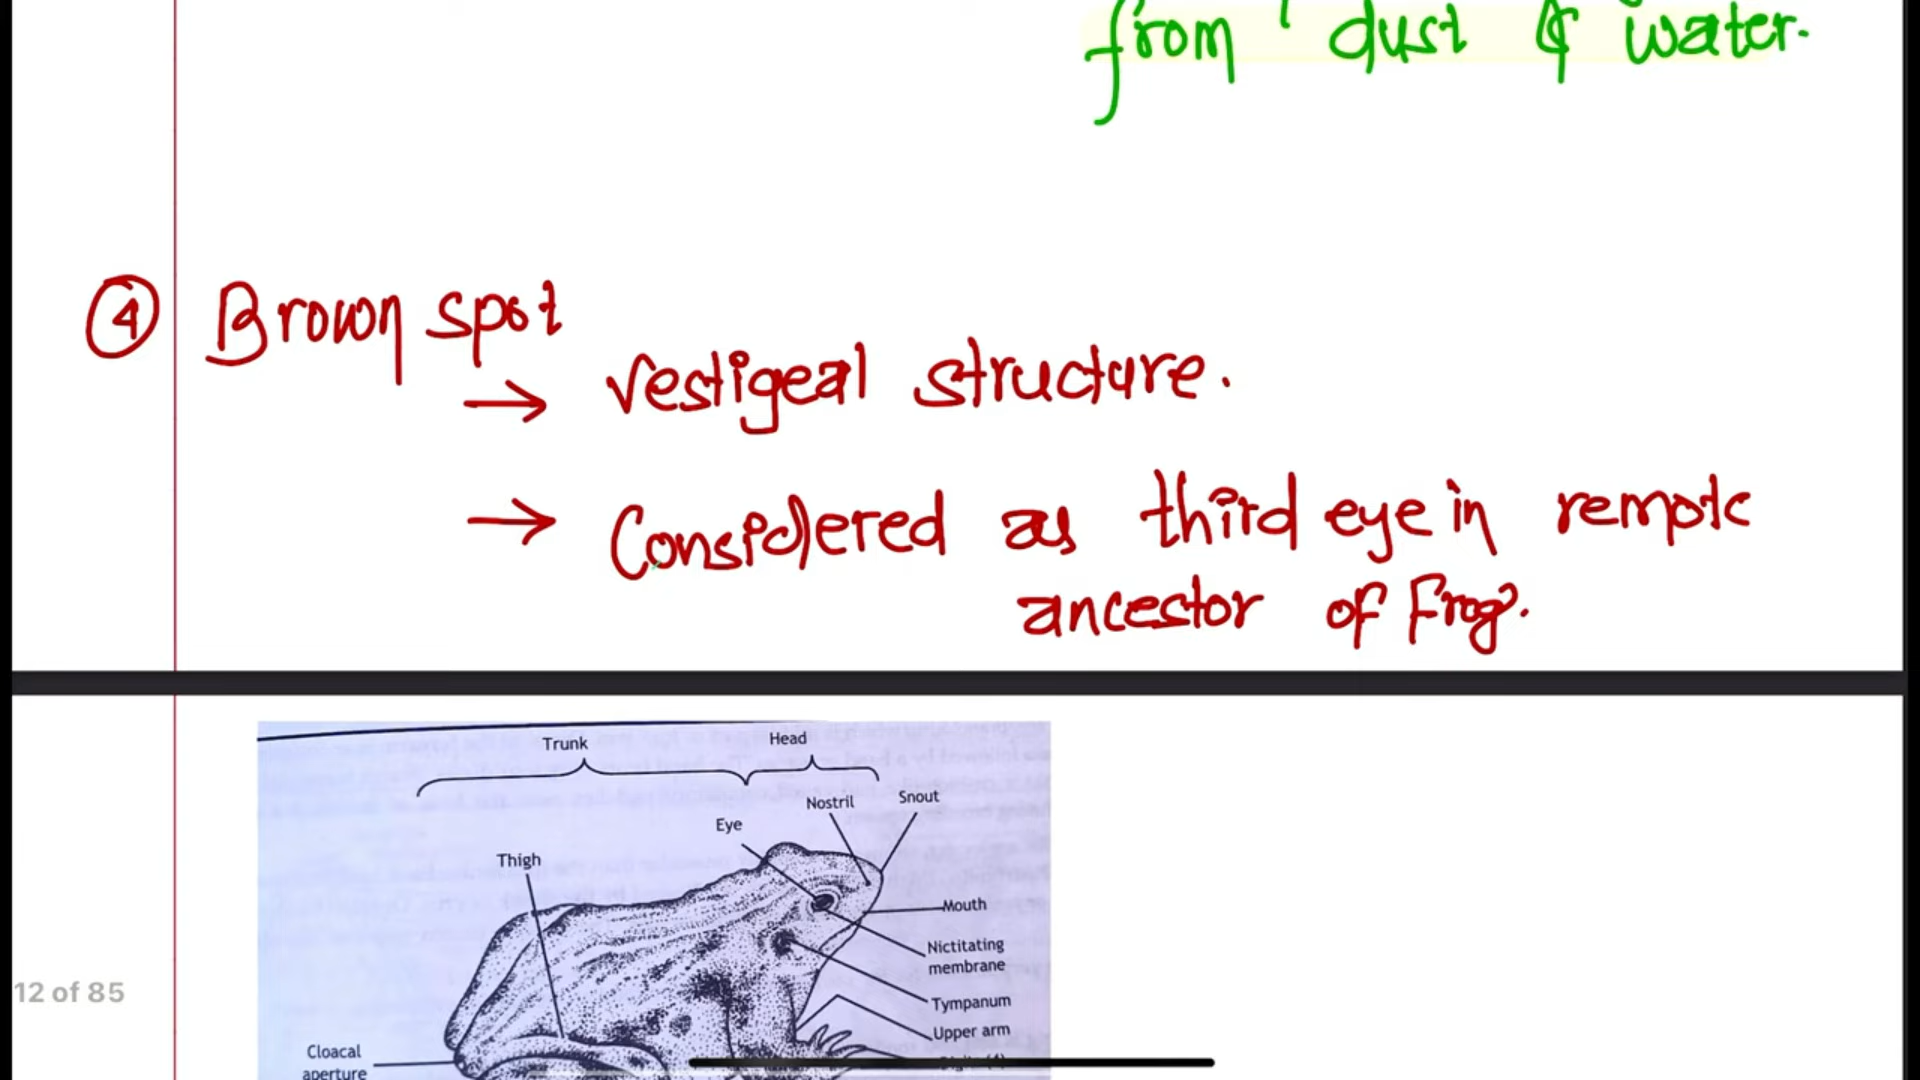 from dust & water.
④ Brown spot
→ Vestigeal structure.
→ Considered as third eye in remote
ancestor of Frog.
Trunk
Head
Nostril
Snout
Eye
Thigh
Mouth
Nictitating
membrane
Tympanum
Upper arm
Cloacal
aperture
12 of 85